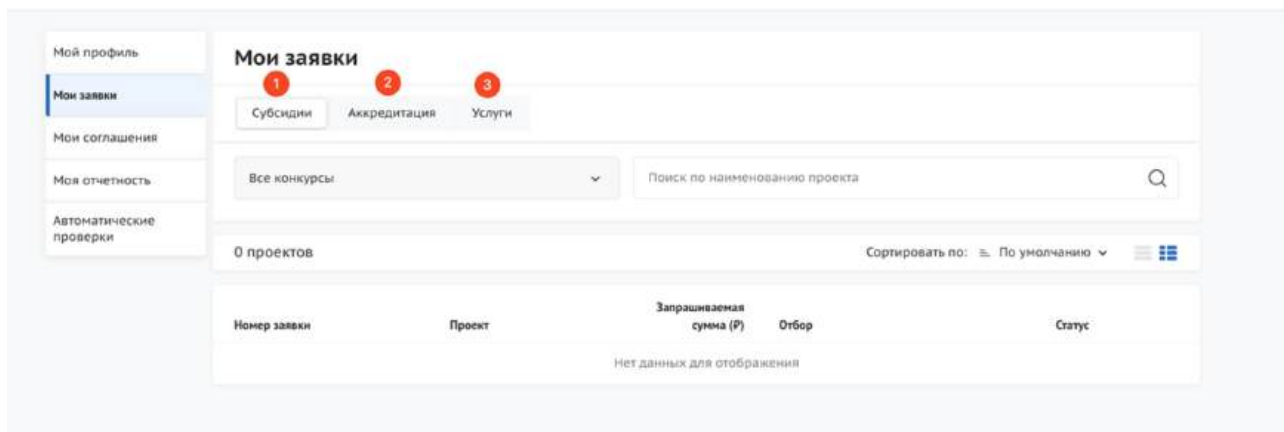 Мой профиль
Мои заявки
Мои соглашения
Моя отчетность
Автоматические
проверки
Мои заявки
1 2 3
Субсидии Аккредитация Услуги
Все конкурсы Поиск по наименованию проекта
0 проектов Сортировать по: По умолчанию
Запрашиваемая
Номер заявки Проект сумма (₽) Отбор Статус
Нет данных для отображения